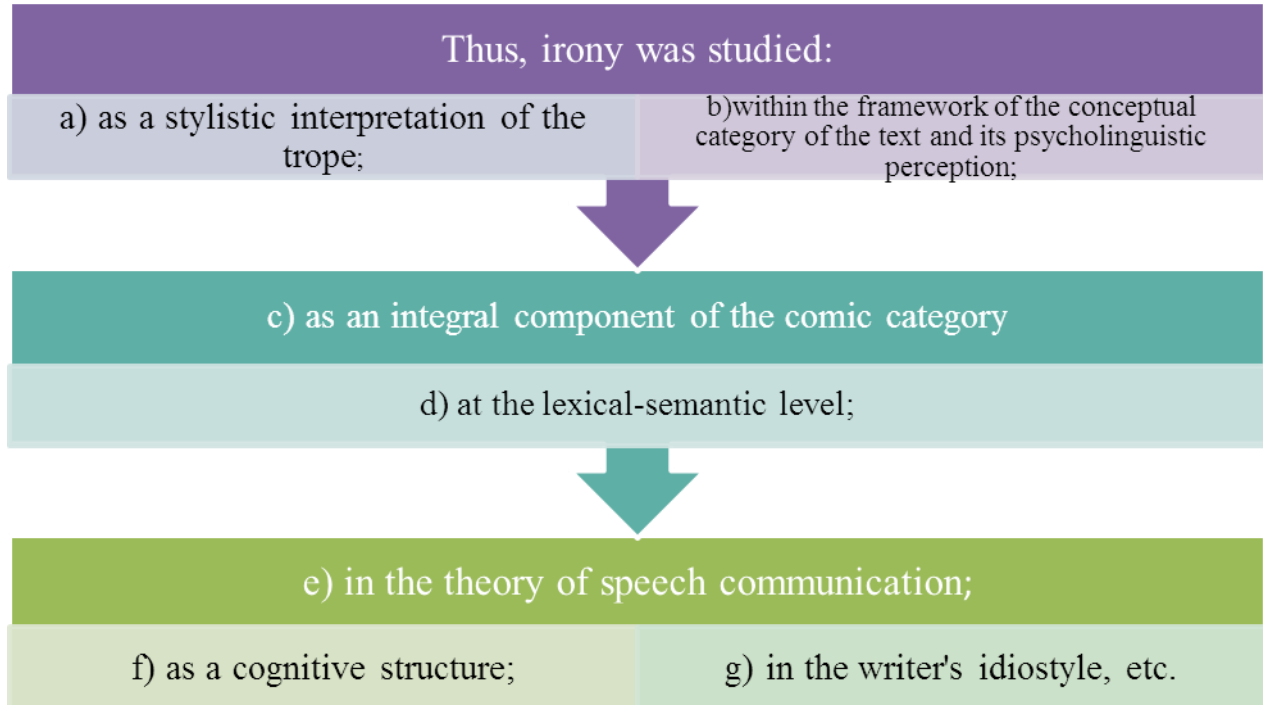 Thus, irony was studied:
a) as a stylistic interpretation of the
trope;
b)within the framework of the conceptual
category of the text and its psycholinguistic
perception;
c) as an integral component of the comic category
d) at the lexical-semantic level;
e) in the theory of speech communication;
f) as a cognitive structure;
g) in the writer's idiostyle, etc.